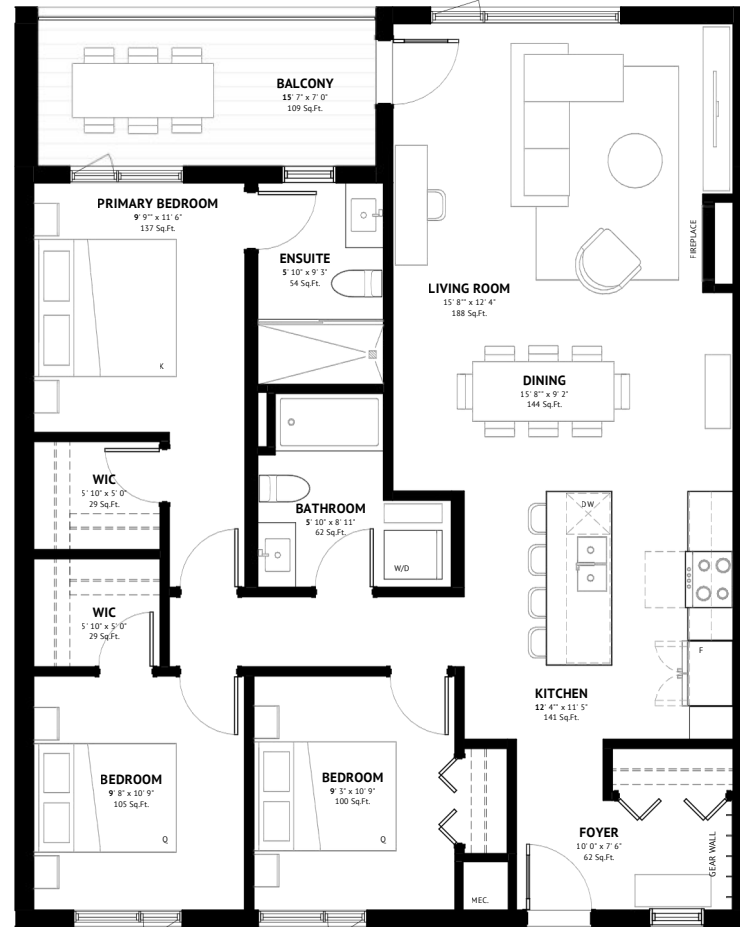 BALCONY
15' 7" x 7' 0"
109 Sq.Ft.
PRIMARY BEDROOM
9' 9"" x 11' 6"
137 Sq.Ft.
K
ENSUITE
5' 10" x 9' 3"
54 Sq.Ft.
FIREPLACE
LIVING ROOM
15' 8"" x 12' 4"
188 Sq.Ft.
DINING
15' 8"" x 9' 2"
144 Sq.Ft.
WIC
5' 10" x 5' 0"
29 Sq.Ft.
BATHROOM
5' 10" x 8' 11"
62 Sq.Ft.
W/D
DW
WIC
5' 10" x 5' 0"
29 Sq.Ft.
F
KITCHEN
12' 4"" x 11' 5"
141 Sq.Ft.
BEDROOM
9' 8" x 10' 9"
105 Sq.Ft.
Q
BEDROOM
9' 3" x 10' 9"
100 Sq.Ft.
Q
FOYER
10' 0" x 7' 6"
62 Sq.Ft.
GEAR WALL
MEC.